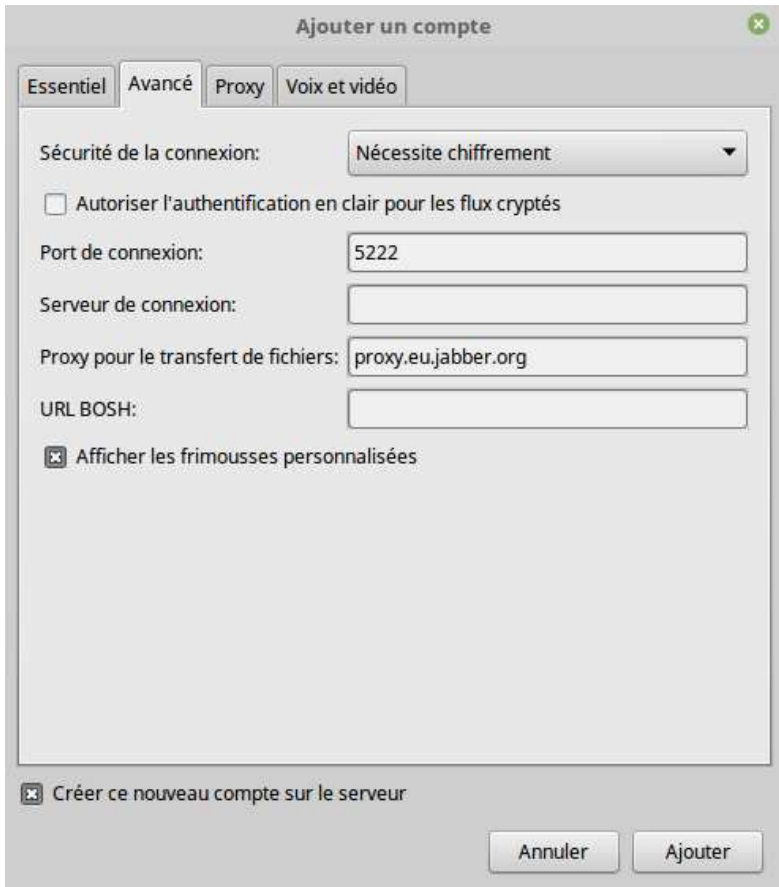 Ajouter un compte
Essentiel Avancé Proxy Voix et vidéo
Sécurité de la connexion: Nécessite chiffrement
Autoriser l'authentification en clair pour les flux cryptés
Port de connexion: 5222
Serveur de connexion:
Proxy pour le transfert de fichiers: proxy.eu.jabber.org
URL BOSH:
Afficher les frimousses personnalisées
Créer ce nouveau compte sur le serveur
Annuler Ajouter